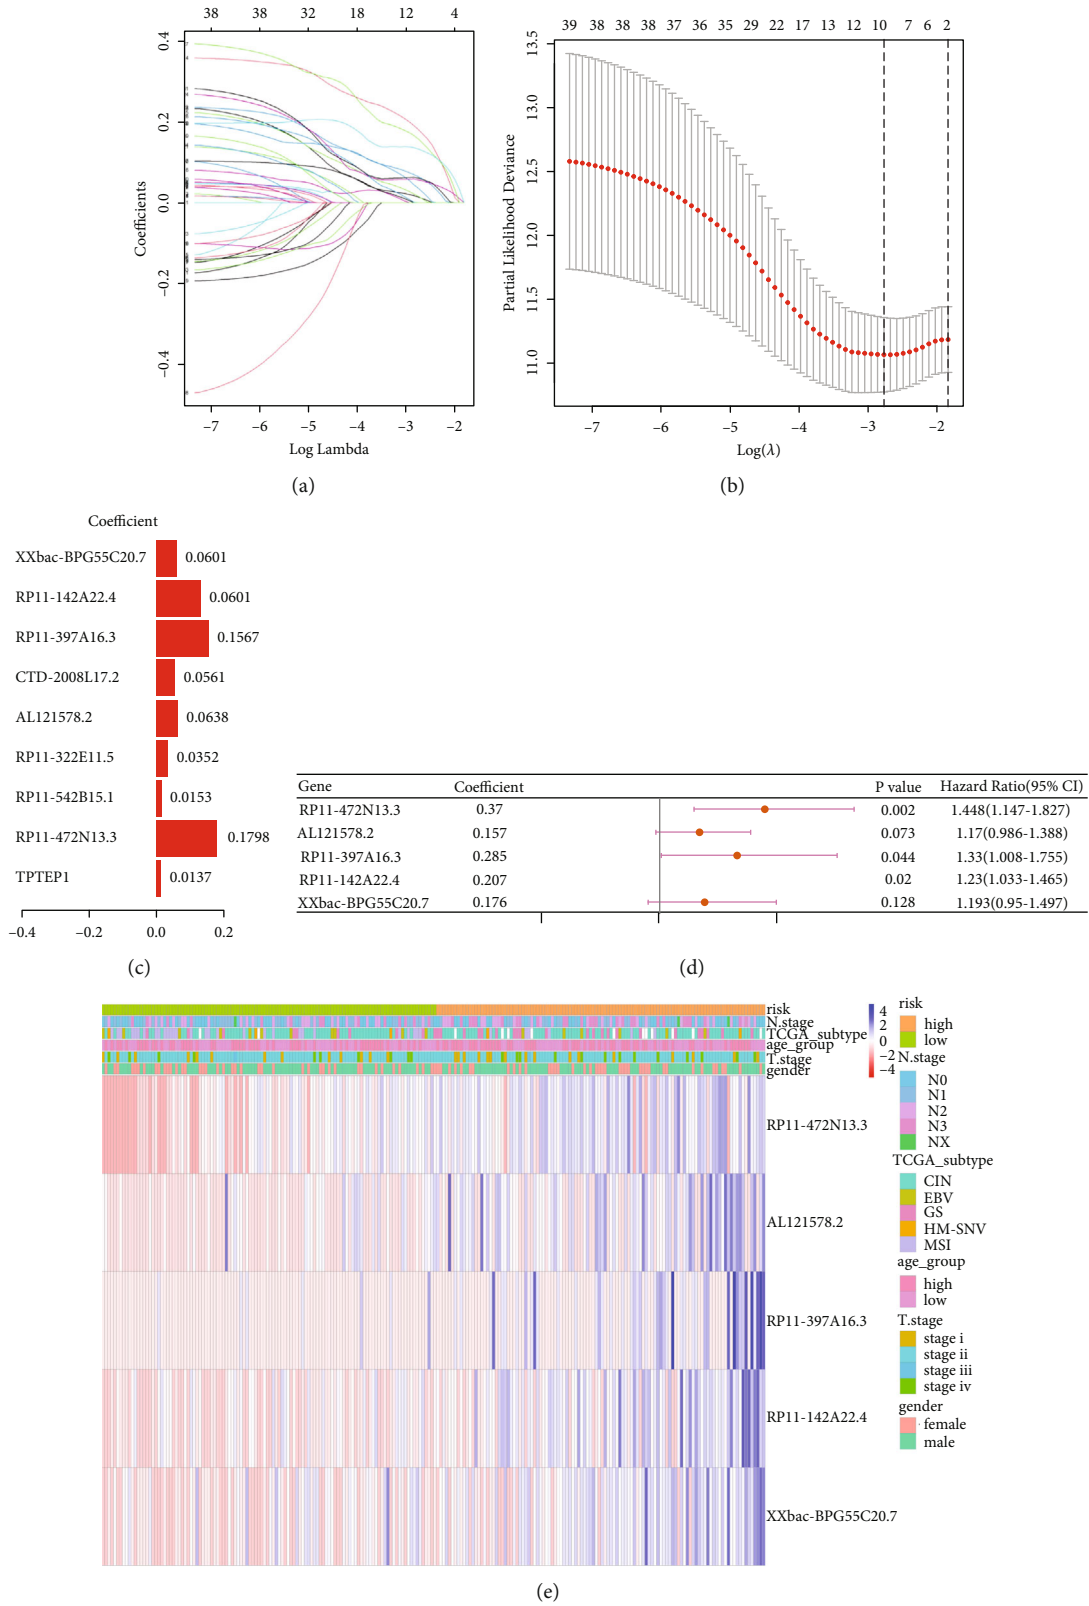 38 38 32 18 12 4
0.4
0.2
0.0
−0.2
−0.4
Coefficients
−7 −6 −5 −4 −3 −2
Log Lambda
(a)
39 38 38 38 37 36 35 29 22 17 13 12 10 7 6 2
13.5
13.0
12.5
12.0
11.5
11.0
Partial Likelihood Deviance
−7 −6 −5 −4 −3 −2
Log(λ)
(b)
Coefficient
XXbac-BPG55C20.7 0.0601
RP11-142A22.4 0.0601
RP11-397A16.3 0.1567
CTD-2008L17.2 0.0561
AL121578.2 0.0638
RP11-322E11.5 0.0352
RP11-542B15.1 0.0153
RP11-472N13.3 0.1798
TPTEP1 0.0137
−0.4 −0.2 0.0 0.2
(c)
Gene Coefficient P value Hazard Ratio(95% CI)
RP11-472N13.3 0.37 0.002 1.448(1.147-1.827)
AL121578.2 0.157 0.073 1.17(0.986-1.388)
RP11-397A16.3 0.285 0.044 1.33(1.008-1.755)
RP11-142A22.4 0.207 0.02 1.23(1.033-1.465)
XXbac-BPG55C20.7 0.176 0.128 1.193(0.95-1.497)
(d)
risk
N.stage
TCGA_subtype
age_group
T.stage
gender
RP11-472N13.3
AL121578.2
RP11-397A16.3
RP11-142A22.4
XXbac-BPG55C20.7
4
2
0
−2
−4
risk
high
low
N.stage
N0
N1
N2
N3
NX
TCGA_subtype
CIN
EBV
GS
HM-SNV
MSI
age_group
high
low
T.stage
stage i
stage ii
stage iii
stage iv
gender
female
male
(e)